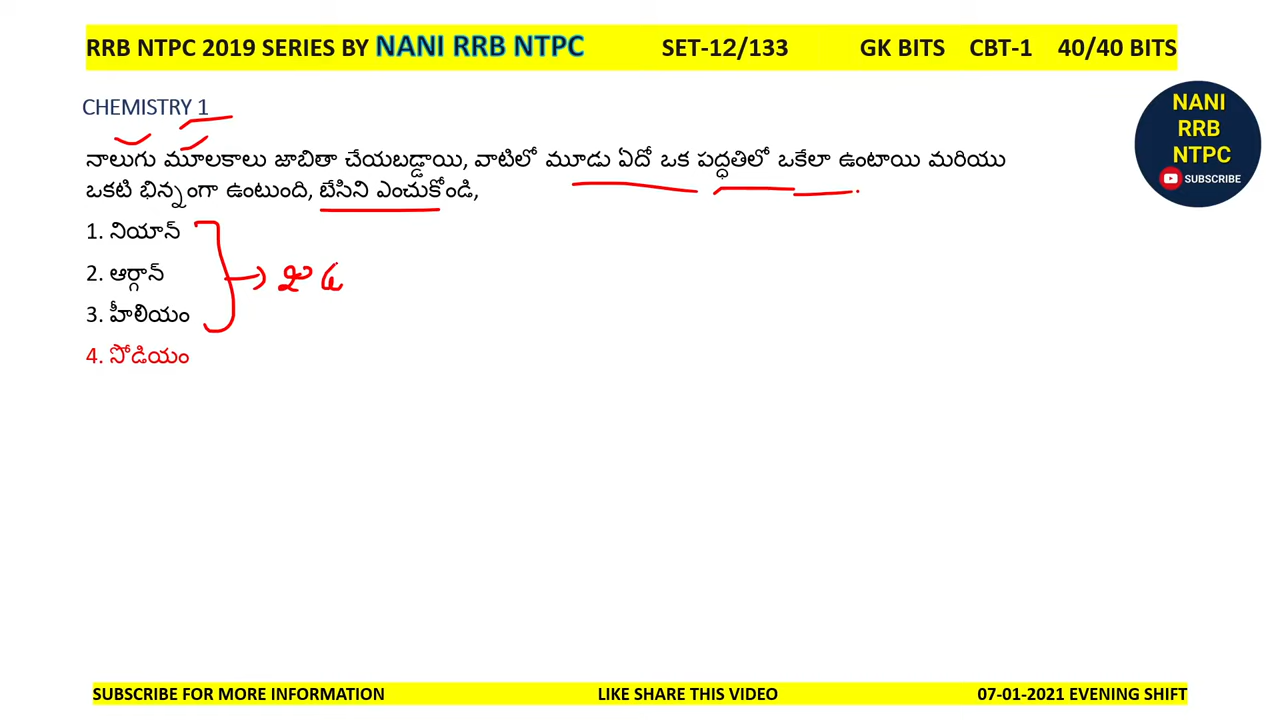 RRB NTPC 2019 SERIES BY NANI RRB NTPC SET-12/133 GK BITS CBT-1 40/40 BITS
CHEMISTRY 1
NANI
RRB
NTPC
SUBSCRIBE
నాలుగు మూలకాలు జాబితా చేయబడ్డాయి, వాటిలో మూడు ఏదో ఒక పద్ధతిలో ఒకేలా ఉంటాయి మరియు
ఒకటి భిన్నంగా ఉంటుంది, బేసిని ఎంచుకోండి,
1. నియాన్
2. ఆర్గాన్
3. హీలియం
4. సోడియం
SUBSCRIBE FOR MORE INFORMATION LIKE SHARE THIS VIDEO 07-01-2021 EVENING SHIFT